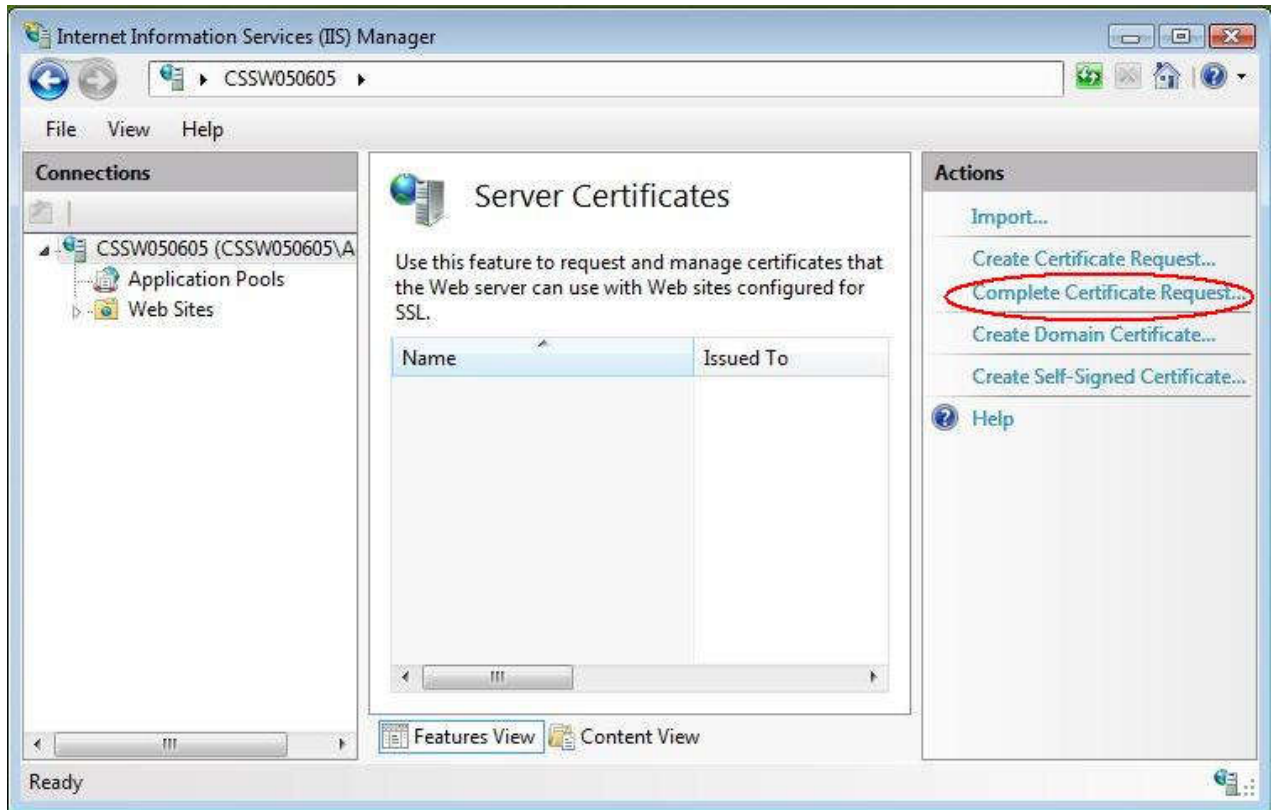 Internet Information Services (IIS) Manager
CSSW050605
File View Help
Connections
CSSW050605 (CSSW050605\A
Application Pools
Web Sites
Server Certificates
Use this feature to request and manage certificates that
the Web server can use with Web sites configured for
SSL.
Name Issued To
Features View Content View
Actions
Import...
Create Certificate Request...
Complete Certificate Request...
Create Domain Certificate...
Create Self-Signed Certificate...
Help
Ready